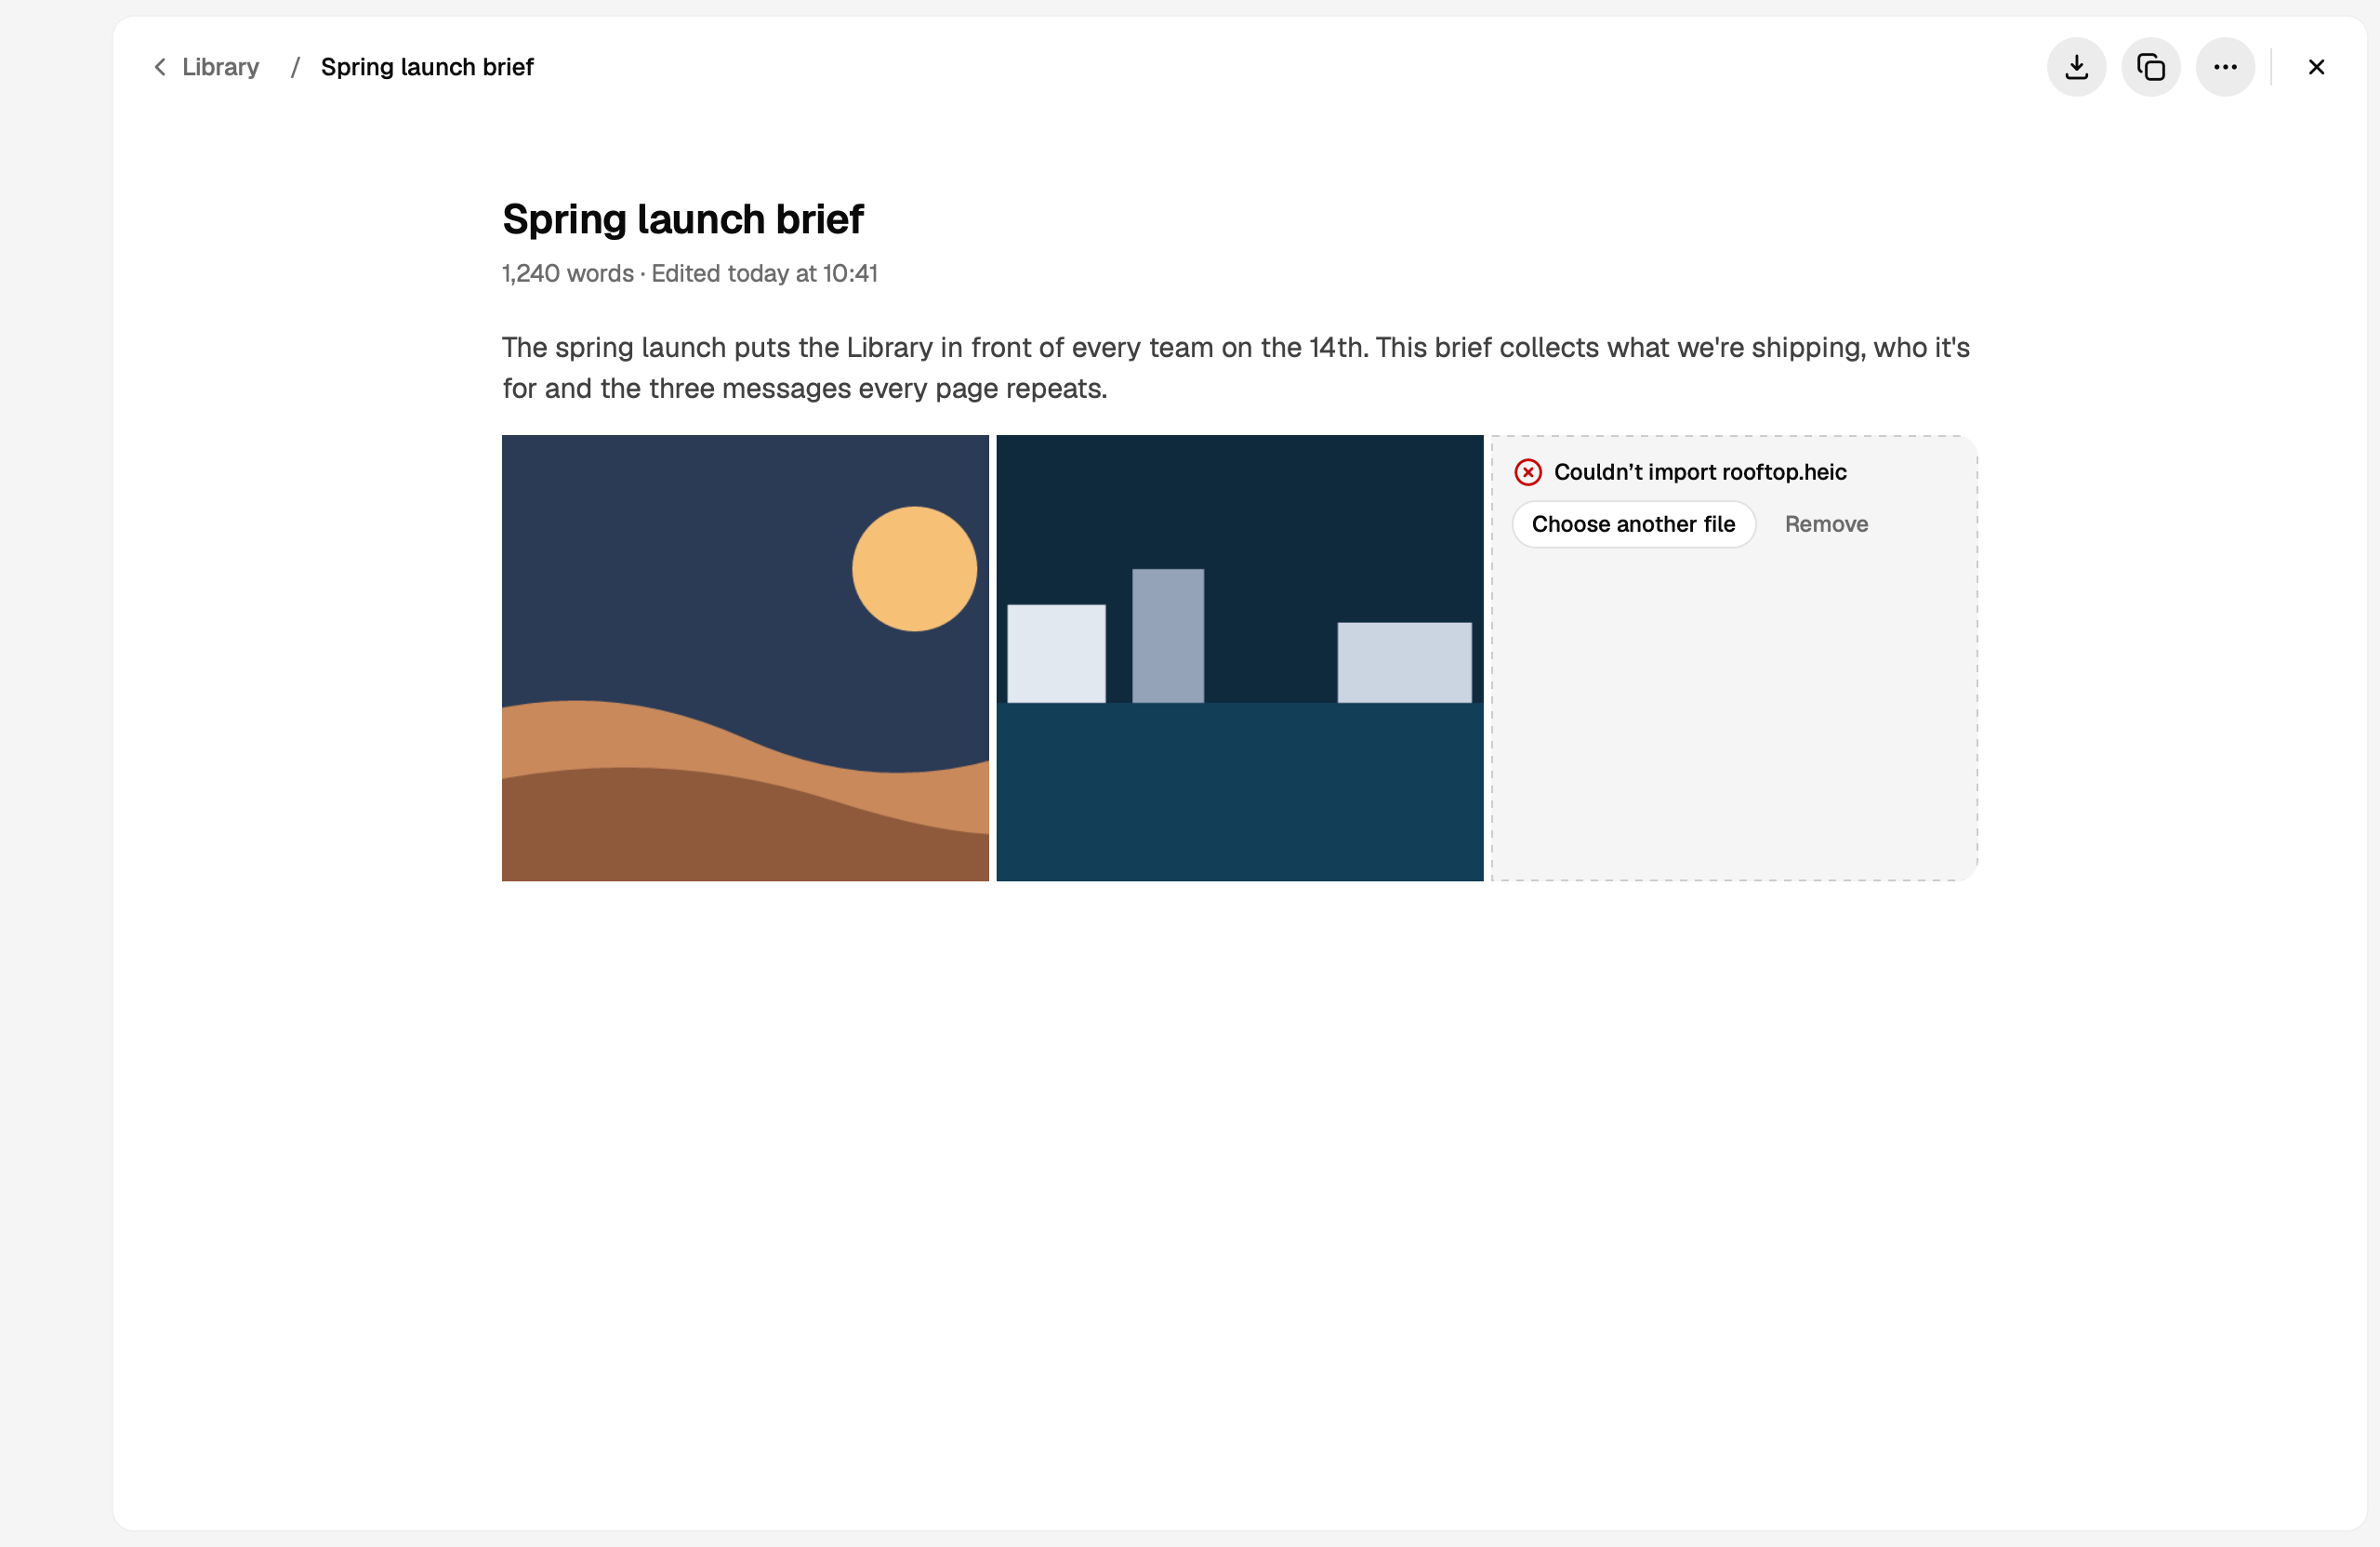 Library / Spring launch brief
Spring launch brief
1,240 words · Edited today at 10:41
The spring launch puts the Library in front of every team on the 14th. This brief collects what we're shipping, who it's
for and the three messages every page repeats.
Couldn’t import rooftop.heic
Choose another file Remove